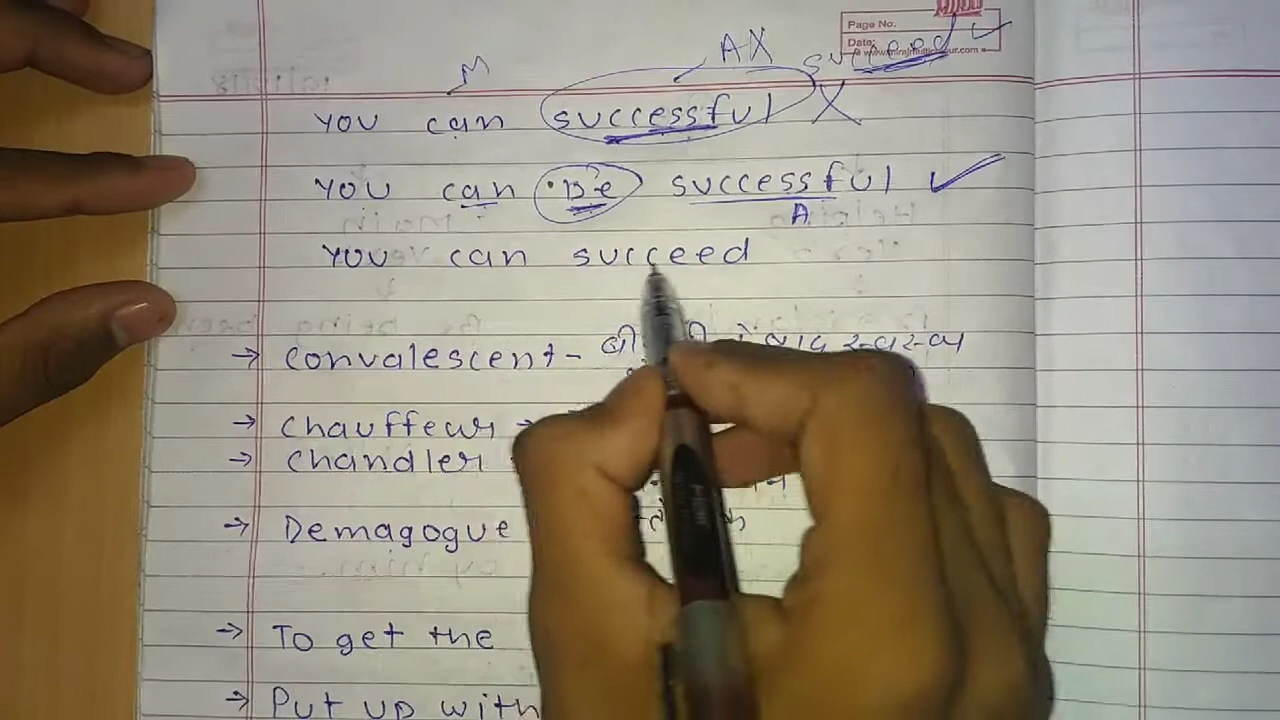 Page No.
Date:
M AX succeed
YOU can successful X
YOU can be successful ✓
A
YOU can succeed
→ convalescent -
→ chauffeur
→ chandler
→ Demagogue
→ To get the
→ Put up with